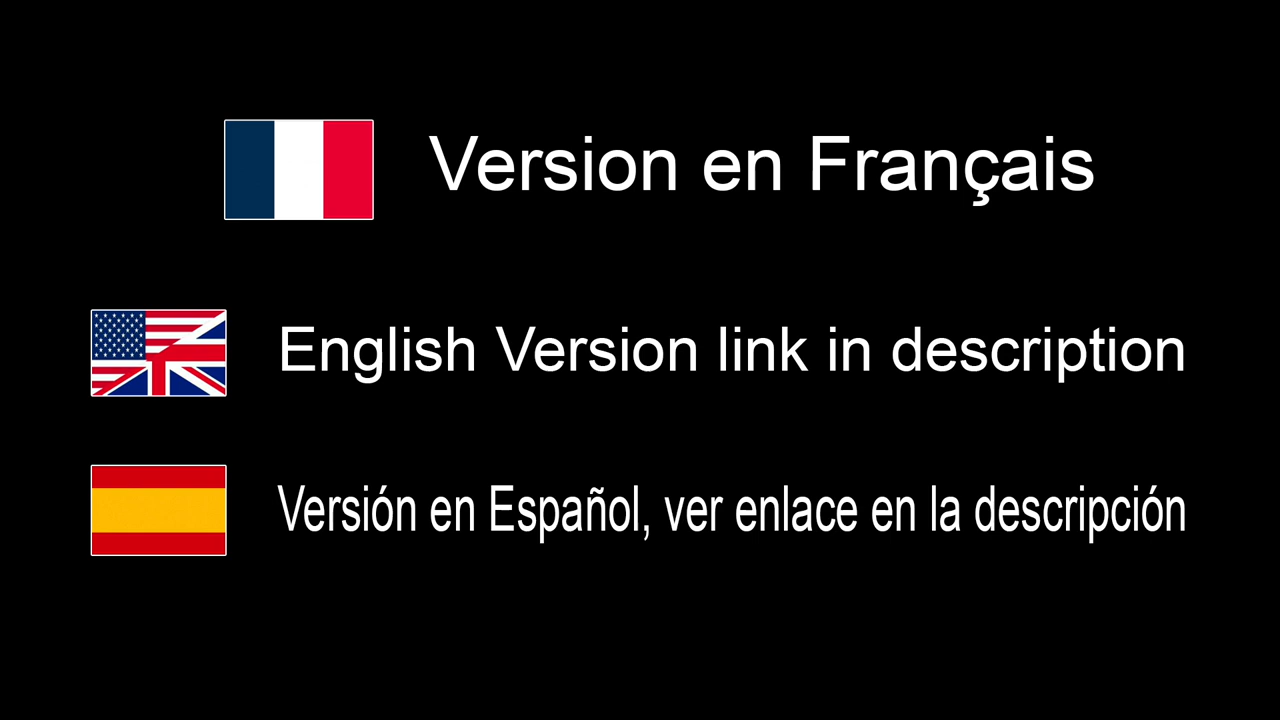 Version en Français
English Version link in description
Versión en Español, ver enlace en la descripción